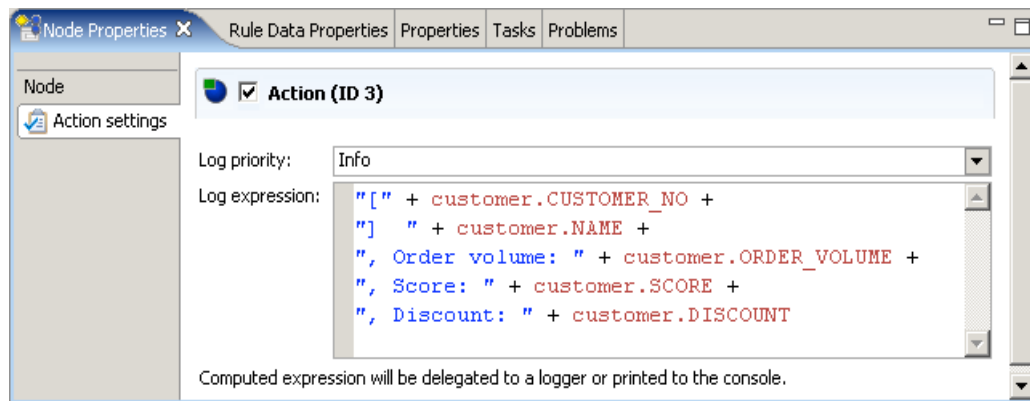 Node Properties Rule Data Properties Properties Tasks Problems
Node
Action settings
Action (ID 3)
Log priority: Info
Log expression: "[" + customer.CUSTOMER_NO +
"]  " + customer.NAME +
", Order volume: " + customer.ORDER_VOLUME +
", Score: " + customer.SCORE +
", Discount: " + customer.DISCOUNT
Computed expression will be delegated to a logger or printed to the console.